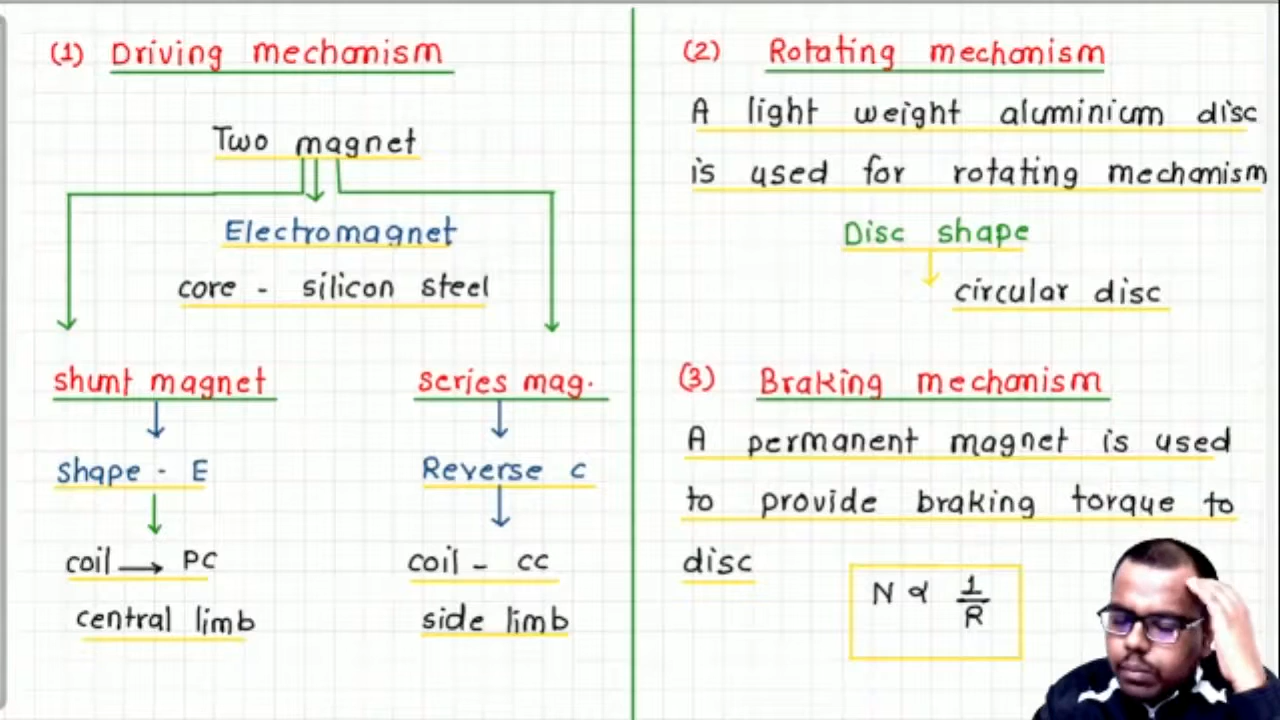 (1) Driving mechanism
Two magnet
Electromagnet
core - silicon steel
shunt magnet
series mag.
shape - E
Reverse c
coil → PC
coil - CC
central limb
side limb
(2) Rotating mechanism
A light weight aluminium disc
is used for rotating mechanism
Disc shape
circular disc
(3) Braking mechanism
A permanent magnet is used
to provide braking torque to
disc
N ∝ 1/R